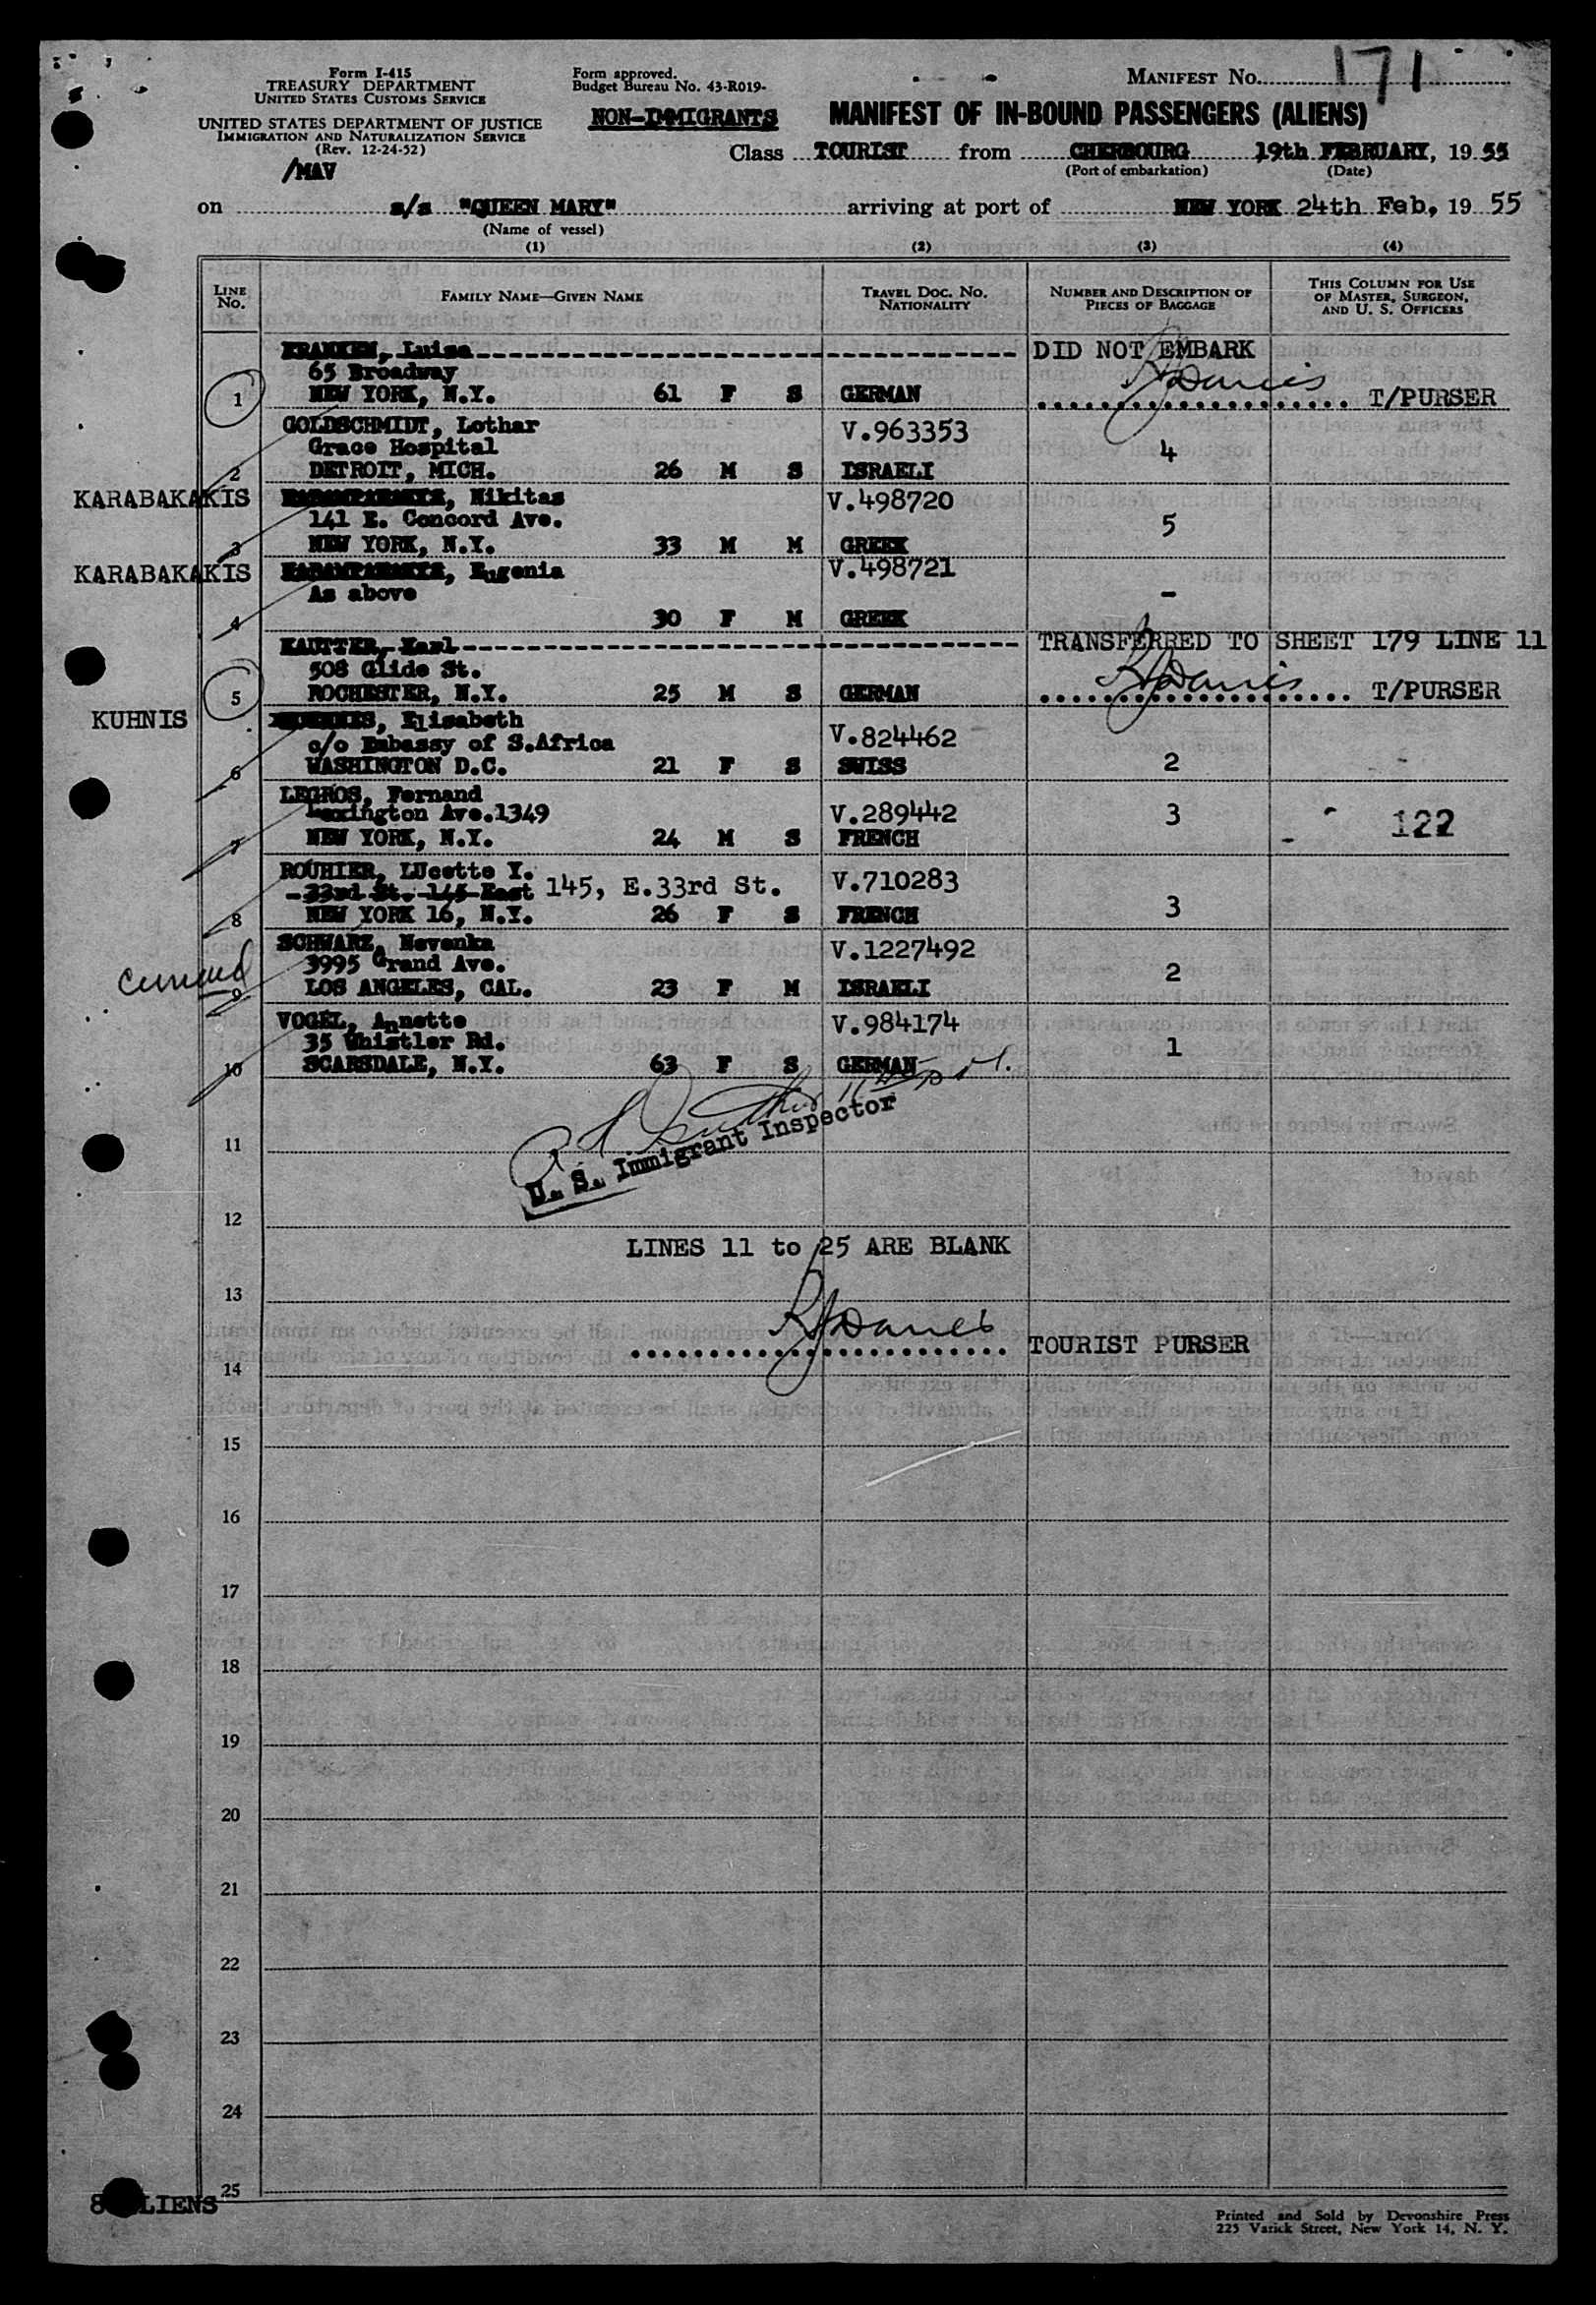 Form I-415
TREASURY DEPARTMENT
UNITED STATES CUSTOMS SERVICE
UNITED STATES DEPARTMENT OF JUSTICE
IMMIGRATION AND NATURALIZATION SERVICE
(Rev. 12-24-52)
/MAV
Form approved.
Budget Bureau No. 43-R019-
NON-IMMIGRANTS
MANIFEST NO. 171
MANIFEST OF IN-BOUND PASSENGERS (ALIENS)
Class TOURIST from CHERBOURG 19th FEBRUARY, 1955
(Port of embarkation) (Date)
on s/s "QUEEN MARY" arriving at port of NEW YORK 24th Feb, 1955
(Name of vessel)
(1) (2) (3) (4)
LINE NO. FAMILY NAME—GIVEN NAME TRAVEL DOC. NO. NATIONALITY NUMBER AND DESCRIPTION OF PIECES OF BAGGAGE THIS COLUMN FOR USE OF MASTER, SURGEON, AND U. S. OFFICERS
FRANKEN, Luise DID NOT EMBARK
65 Broadway RJDavies
1 NEW YORK, N.Y. 61 F S GERMAN T/PURSER
GOLDSCHMIDT, Lothar V.963353
Grace Hospital 4
2 DETROIT, MICH. 26 M S ISRAELI
KARABAKAKIS Nikitas V.498720
141 E. Concord Ave. 5
3 NEW YORK, N.Y. 33 M M GREEK
KARABAKAKIS Eugenia V.498721
As above -
4 30 F M GREEK
KAUTTER, Karl TRANSFERRED TO SHEET 179 LINE 11
508 Glide St. RJDavies
5 ROCHESTER, N.Y. 25 M S GERMAN T/PURSER
KUHNIS Elisabeth
c/o Embassy of S.Africa V.824462
6 WASHINGTON D.C. 21 F S SWISS 2
LEGROS, Fernand
Lexington Ave.1349 V.289442 3 122
7 NEW YORK, N.Y. 24 M S FRENCH
ROUHIER, LUcette Y. V.710283
33rd St. 145 East 145, E.33rd St.
8 NEW YORK 16, N.Y. 26 F S FRENCH 3
SCHWARZ, Nevenka V.1227492
3995 Grand Ave. 2
9 LOS ANGELES, CAL. 23 F M ISRAELI
VOGEL, Annette V.984174
35 Whistler Rd. 1
10 SCARSDALE, N.Y. 63 F S GERMAN
U. S. Immigrant Inspector
11
12
LINES 11 to 25 ARE BLANK
13
RJDavies
TOURIST PURSER
14
15
16
17
18
19
20
21
22
23
24
25
8 ALIENS
Printed and Sold by Devonshire Press
225 Varick Street, New York 14, N. Y.